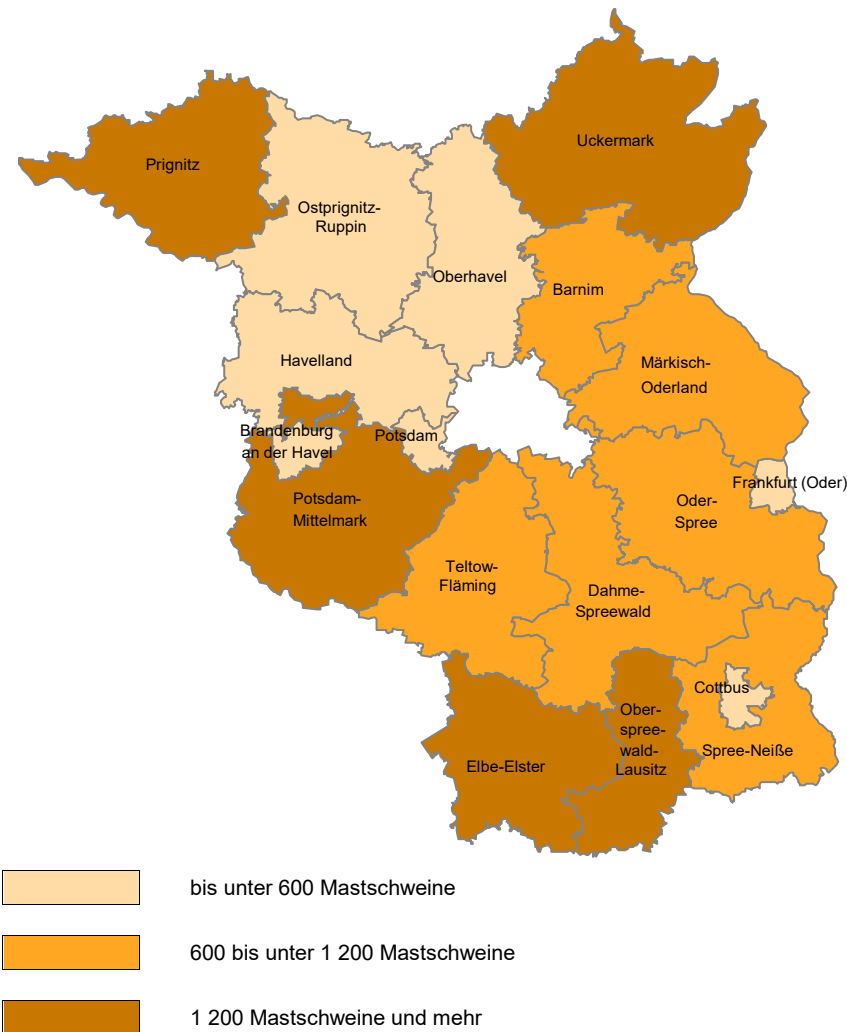 Uckermark
Prignitz
Ostprignitz-
Ruppin
Oberhavel
Barnim
Havelland
Märkisch-
Oderland
Brandenburg
an der Havel
Potsdam
Frankfurt (Oder)
Potsdam-
Mittelmark
Oder-
Spree
Teltow-
Fläming
Dahme-
Spreewald
Cottbus
Ober-
spree-
wald-
Lausitz
Spree-Neiße
Elbe-Elster
bis unter 600 Mastschweine
600 bis unter 1 200 Mastschweine
1 200 Mastschweine und mehr